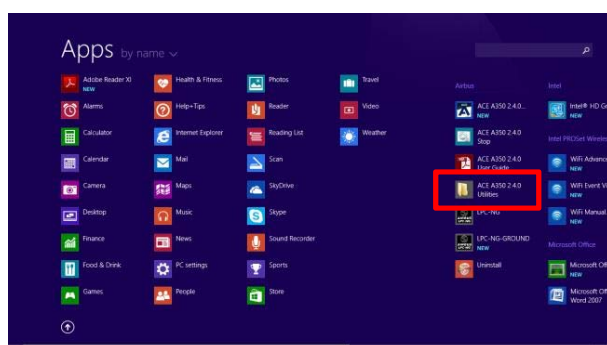 Apps by name
Adobe Reader XI
NEW
Alarms
Calculator
Calendar
Camera
Desktop
Finance
Food & Drink
Games
Health & Fitness
Help+Tips
Internet Explorer
Mail
Maps
Music
News
PC settings
People
Photos
Reader
Reading List
Scan
SkyDrive
Skype
Sound Recorder
Sports
Store
Travel
Video
Weather
Airbus
ACE A350 2.4.0...
NEW
ACE A350 2.4.0
Stop
ACE A350 2.4.0
User Guide
ACE A350 2.4.0
Utilities
LPC-NG
LPC-NG-GROUND
NEW
Uninstall
Intel
Intel® HD G
NEW
Intel PROSet Wireles
WiFi Advanc
NEW
WiFi Event Vi
NEW
WiFi Manual
NEW
Microsoft Office
Microsoft Off
NEW
Microsoft Off
Word 2007